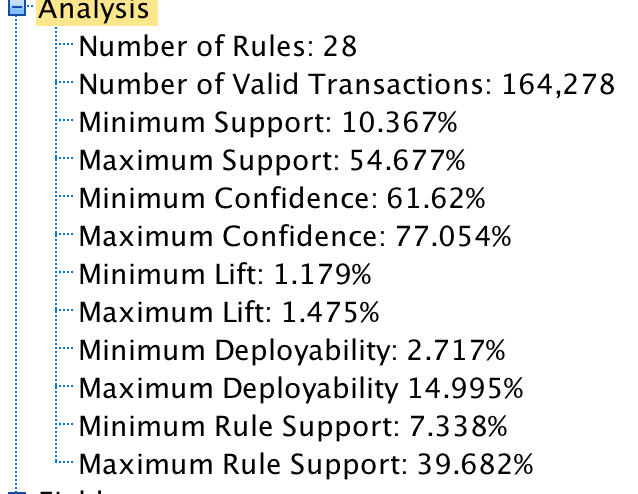 Analysis
Number of Rules: 28
Number of Valid Transactions: 164,278
Minimum Support: 10.367%
Maximum Support: 54.677%
Minimum Confidence: 61.62%
Maximum Confidence: 77.054%
Minimum Lift: 1.179%
Maximum Lift: 1.475%
Minimum Deployability: 2.717%
Maximum Deployability 14.995%
Minimum Rule Support: 7.338%
Maximum Rule Support: 39.682%